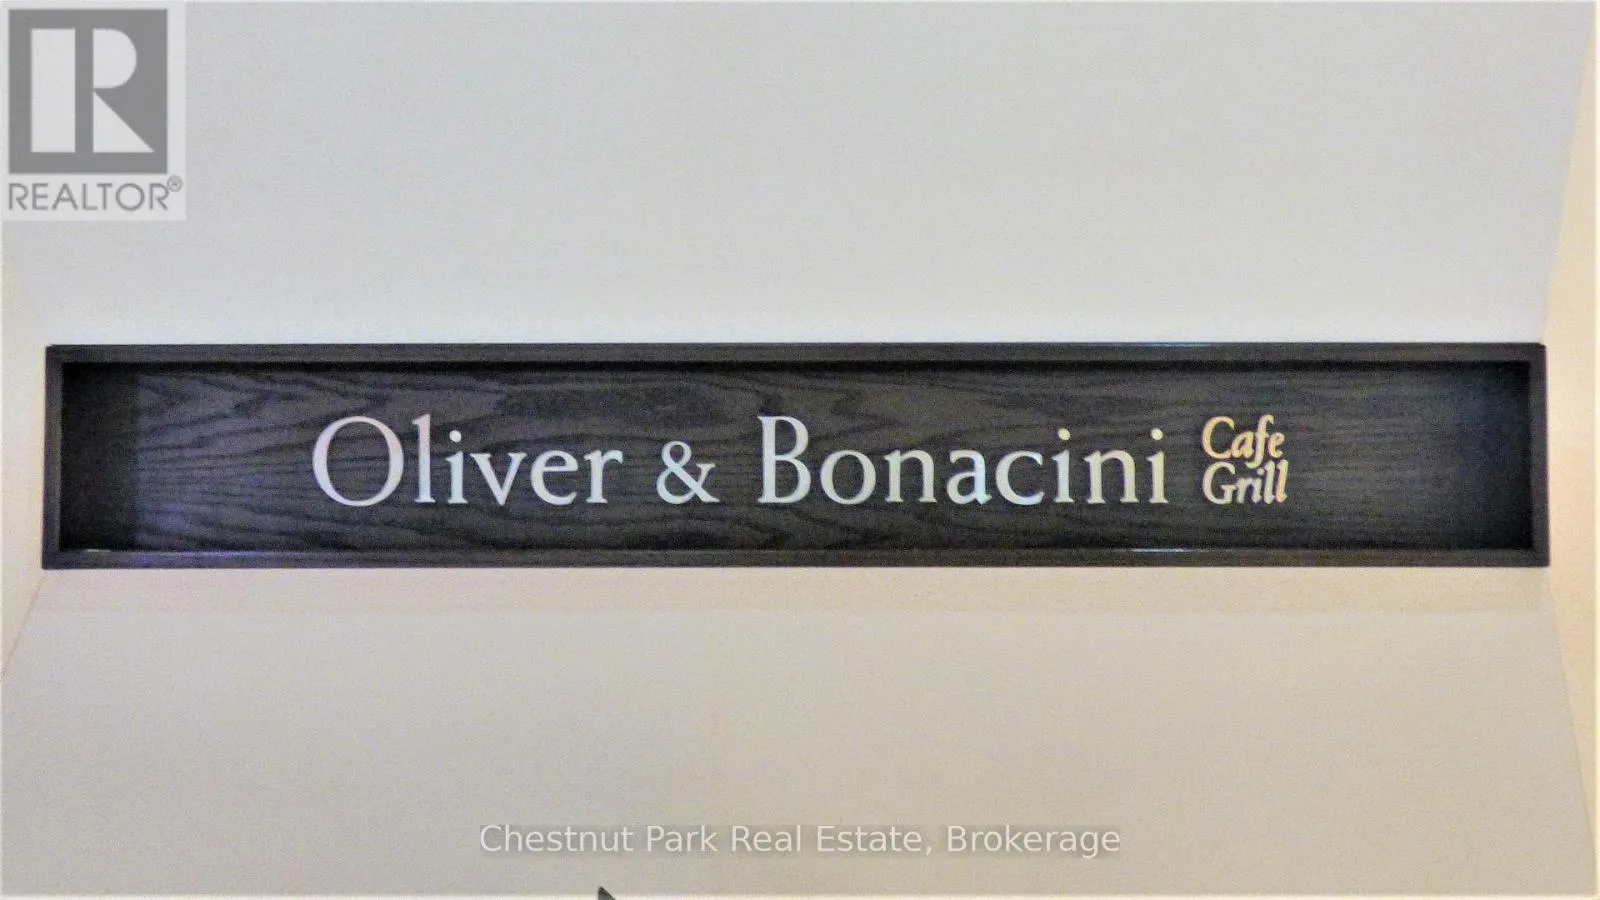 R
REALTOR®
Oliver & Bonacini Cafe
Grill
Chestnut Park Real Estate, Brokerage